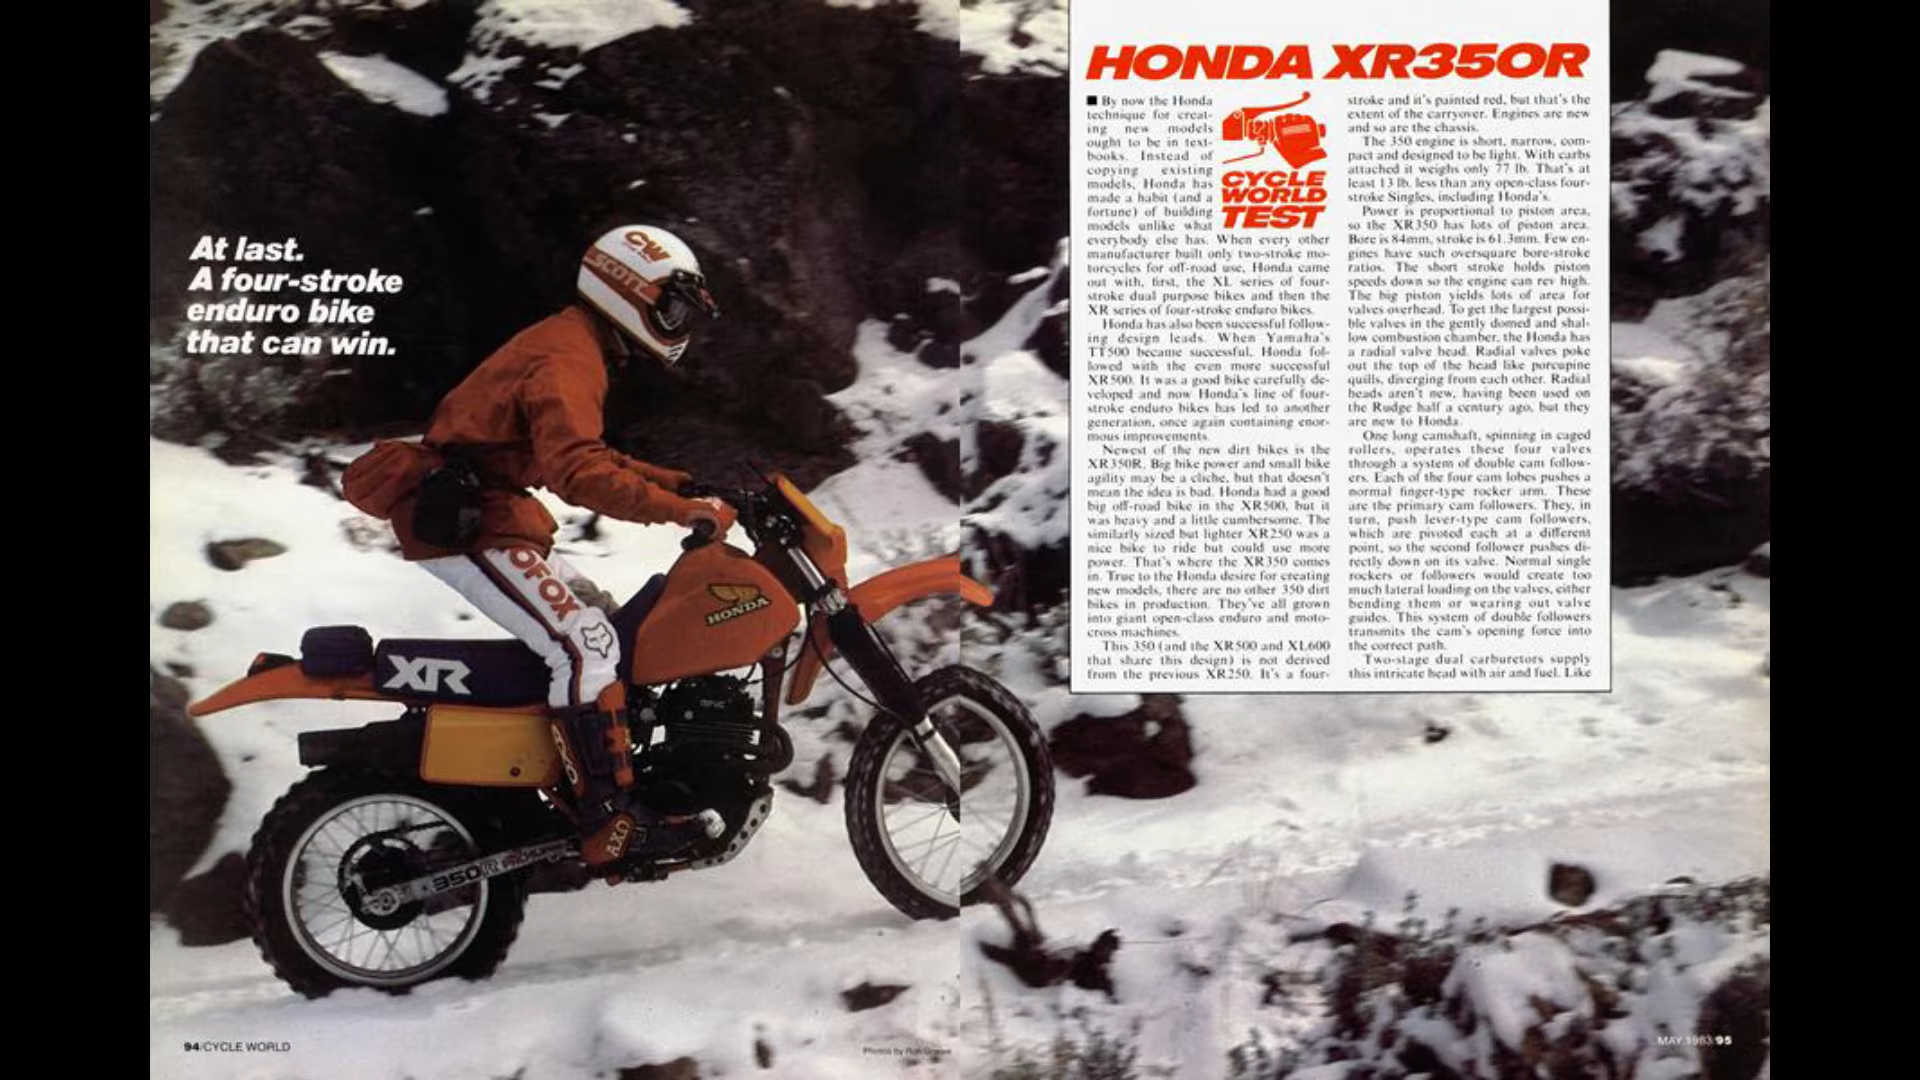 At last.
A four-stroke
enduro bike
that can win.
CW
SCOTT
FOX
HONDA
XR
350R
AXO
94/CYCLE WORLD
Photos by
HONDA XR350R
CYCLE
WORLD
TEST
■ By now the Honda
technique for creat-
ing new models
ought to be in text-
books. Instead of
copying existing
models, Honda has
made a habit (and a
fortune) of building
models unlike what
everybody else has. When every other
manufacturer built only two-stroke mo-
torcycles for off-road use, Honda came
out with, first, the XL series of four-
stroke dual purpose bikes and then the
XR series of four-stroke enduro bikes.
Honda has also been successful follow-
ing design leads. When Yamaha's
TT500 became successful, Honda fol-
lowed with the even more successful
XR500. It was a good bike carefully de-
veloped and now Honda's line of four-
stroke enduro bikes has led to another
generation, once again containing enor-
mous improvements.
Newest of the new dirt bikes is the
XR350R. Big bike power and small bike
agility may be a cliche, but that doesn't
mean the idea is bad. Honda had a good
big off-road bike in the XR500, but it
was heavy and a little cumbersome. The
similarly sized but lighter XR250 was a
nice bike to ride but could use more
power. That's where the XR350 comes
in. True to the Honda desire for creating
new models, there are no other 350 dirt
bikes in production. They've all grown
into giant open-class enduro and moto-
cross machines.
This 350 (and the XR500 and XL600
that share this design) is not derived
from the previous XR250. It's a four-
stroke and it's painted red, but that's the
extent of the carryover. Engines are new
and so are the chassis.
The 350 engine is short, narrow, com-
pact and designed to be light. With carbs
attached it weighs only 77 lb. That's at
least 13 lb. less than any open-class four-
stroke Singles, including Honda's.
Power is proportional to piston area,
so the XR350 has lots of piston area.
Bore is 84mm, stroke is 61.3mm. Few en-
gines have such oversquare bore-stroke
ratios. The short stroke holds piston
speeds down so the engine can rev high.
The big piston yields lots of area for
valves overhead. To get the largest possi-
ble valves in the gently domed and shal-
low combustion chamber, the Honda has
a radial valve head. Radial valves poke
out the top of the head like porcupine
quills, diverging from each other. Radial
heads aren't new, having been used on
the Rudge half a century ago, but they
are new to Honda.
One long camshaft, spinning in caged
rollers, operates these four valves
through a system of double cam follow-
ers. Each of the four cam lobes pushes a
normal finger-type rocker arm. These
are the primary cam followers. They, in
turn, push lever-type cam followers,
which are pivoted each at a different
point, so the second follower pushes di-
rectly down on its valve. Normal single
rockers or followers would create too
much lateral loading on the valves, either
bending them or wearing out valve
guides. This system of double followers
transmits the cam's opening force into
the correct path.
Two-stage dual carburetors supply
this intricate head with air and fuel. Like
MAY 1983/95